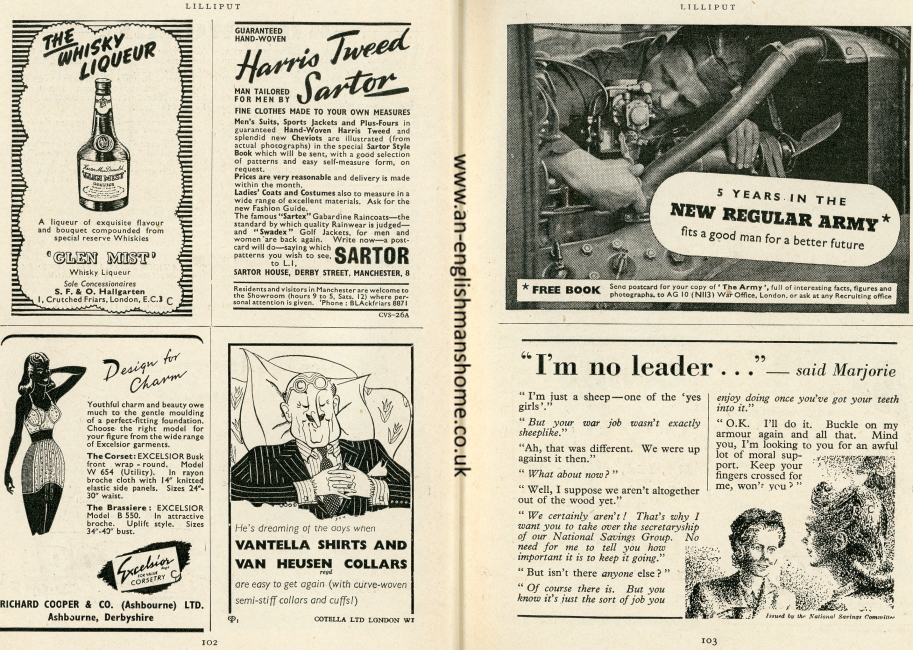 LILLIPUT
THE
WHISKY
LIQUEUR
GLEN MIST
A liqueur of exquisite flavour
and bouquet compounded from
special reserve Whiskies
'GLEN MIST'
Whisky Liqueur
Sole Concessionaires
S. F. & O. Hallgarten
1, Crutched Friars, London, E.C.3 C
GUARANTEED
HAND-WOVEN
Harris Tweed
MAN TAILORED
FOR MEN BY
Sartor
FINE CLOTHES MADE TO YOUR OWN MEASURES
Men's Suits, Sports Jackets and Plus-Fours in
guaranteed Hand-Woven Harris Tweed and
splendid new Cheviots are illustrated (from
actual photographs) in the special Sartor Style
Book which will be sent, with a good selection
of patterns and easy self-measure form, on
request.
Prices are very reasonable and delivery is made
within the month.
Ladies' Coats and Costumes also to measure in a
wide range of excellent materials. Ask for the
new Fashion Guide.
The famous "Sartex" Gabardine Raincoats—the
standard by which quality Rainwear is judged—
and "Swadex" Golf Jackets, for men and
women are back again. Write now—a post-
card will do—saying which
patterns you wish to see,
to L.1,
SARTOR
SARTOR HOUSE, DERBY STREET, MANCHESTER, 8
Residents and visitors in Manchester are welcome to
the Showroom (hours 9 to 5, Sats. 12) where per-
sonal attention is given. 'Phone: BLAckfriars 8871
CVS-26A
Design for
Charm
Youthful charm and beauty owe
much to the gentle moulding
of a perfect-fitting foundation.
Choose the right model for
your figure from the wide range
of Excelsior garments.
The Corset: EXCELSIOR Busk
front wrap-round. Model
W 654 (Utility). In rayon
broche cloth with 14" knitted
elastic side panels. Sizes 24"-
30" waist.
The Brassiere: EXCELSIOR
Model B 550. In attractive
broche. Uplift style. Sizes
34"-40" bust.
Excelsior
CORSETRY
C
RICHARD COOPER & CO. (Ashbourne) LTD.
Ashbourne, Derbyshire
He's dreaming of the days when
VANTELLA SHIRTS AND
VAN HEUSEN COLLARS
regd
are easy to get again (with curve-woven
semi-stiff collars and cuffs!)
COTELLA LTD LONDON W1
102
www.an-englishmanshome.co.uk
LILLIPUT
C
5 YEARS IN THE
NEW REGULAR ARMY*
fits a good man for a better future
* FREE BOOK
Send postcard for your copy of 'The Army', full of interesting facts, figures and
photographs, to AG 10 (N113) War Office, London, or ask at any Recruiting office
"I'm no leader . . ." — said Marjorie
"I'm just a sheep—one of the 'yes
girls'."
"But your war job wasn't exactly
sheeplike."
"Ah, that was different. We were up
against it then."
"What about now?"
"Well, I suppose we aren't altogether
out of the wood yet."
"We certainly aren't! That's why I
want you to take over the secretaryship
of our National Savings Group. No
need for me to tell you how
important it is to keep it going."
"But isn't there anyone else?"
"Of course there is. But you
know it's just the sort of job you
enjoy doing once you've got your teeth
into it."
"O.K. I'll do it. Buckle on my
armour again and all that. Mind
you, I'm looking to you for an awful
lot of moral sup-
port. Keep your
fingers crossed for
me, won't you?"
C
Issued by the National Savings Committee
103